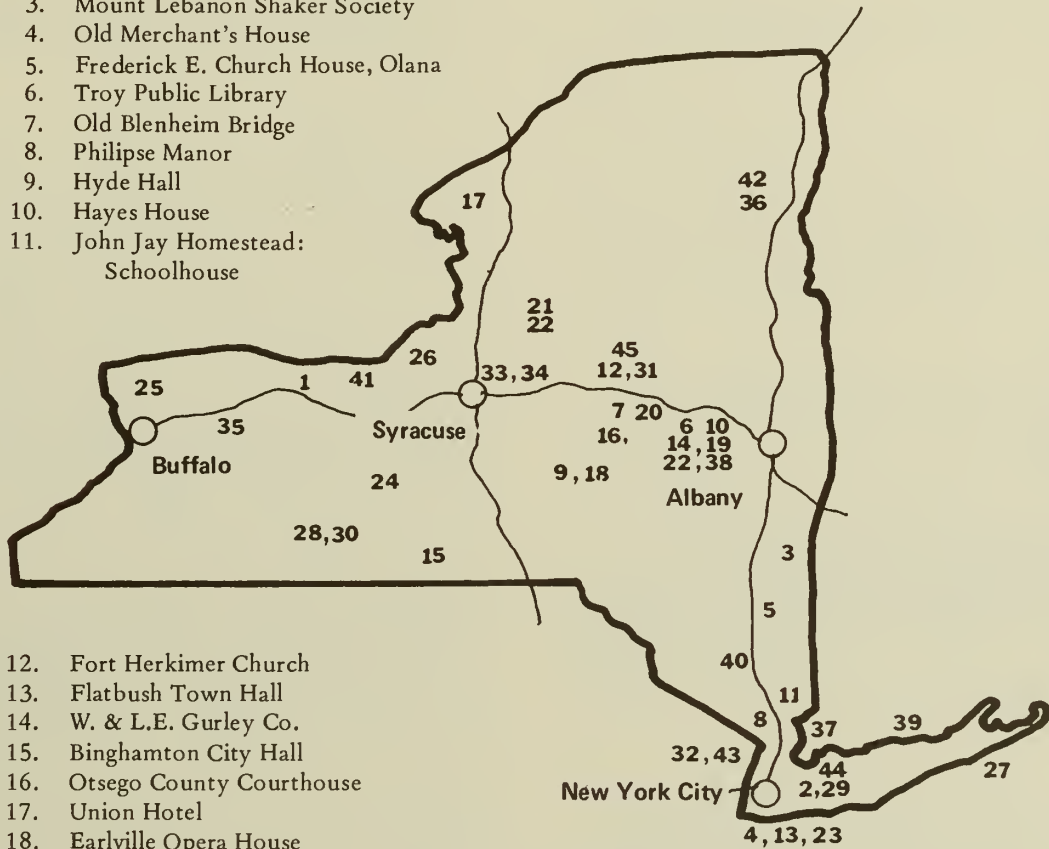 3. Mount Lebanon Shaker Society
4. Old Merchant's House
5. Frederick E. Church House, Olana
6. Troy Public Library
7. Old Blenheim Bridge
8. Philipse Manor
9. Hyde Hall
10. Hayes House
11. John Jay Homestead:
Schoolhouse
42
36
17
21
22
26
45
33,34
12,31
25
1
41
7 20
35
Syracuse
16,
6 10
14,19
22,38
Buffalo
9,18
24
Albany
28,30
15
3
5
40
11
8
37
39
32,43
44
27
New York City
2,29
4,13,23
12. Fort Herkimer Church
13. Flatbush Town Hall
14. W. & L.E. Gurley Co.
15. Binghamton City Hall
16. Otsego County Courthouse
17. Union Hotel
18. Earlville Opera House